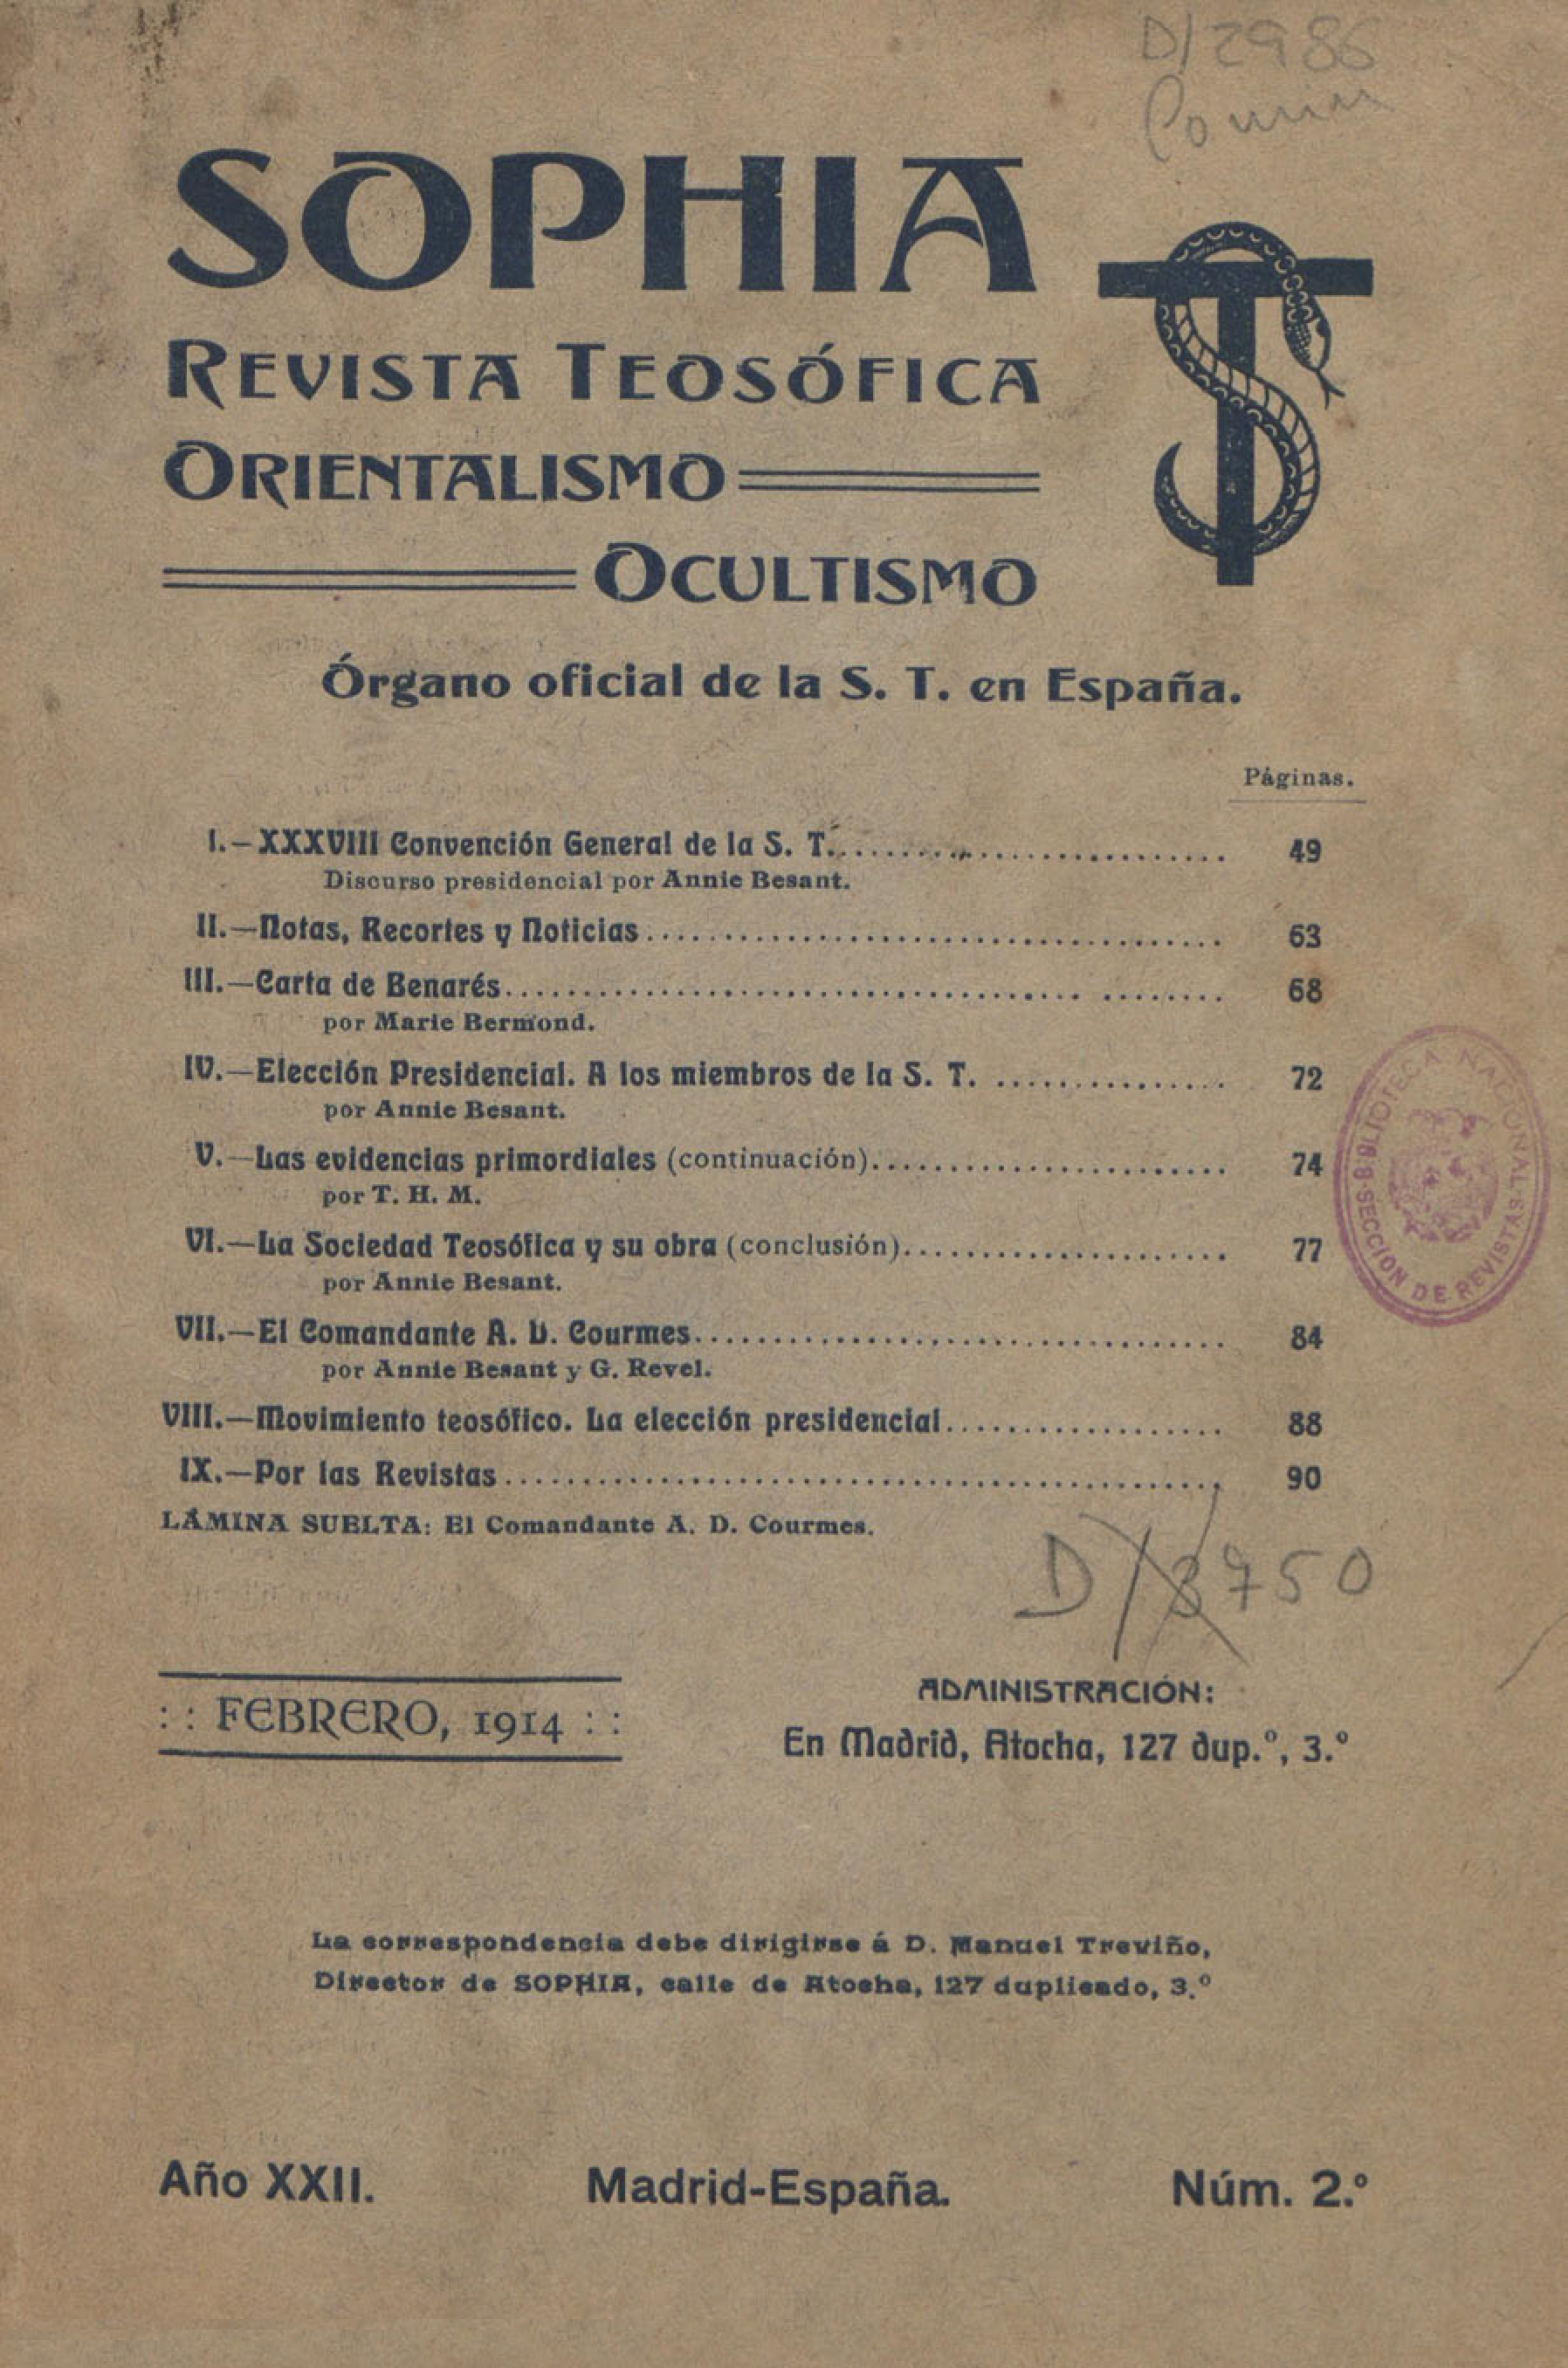 D/2986
SOPHIA
REVISTA TEOSÓFICA
ORIENTALISMO
OCULTISMO
Órgano oficial de la S. T. en España.
Páginas.
I.—XXXVIII Convención General de la S. T. 49
Discurso presidencial por Annie Besant.
II.—Notas, Recortes y Noticias 63
III.—Carta de Benarés 68
por Marie Bermond.
IV.—Elección Presidencial. A los miembros de la S. T. 72
por Annie Besant.
V.—Las evidencias primordiales (continuación) 74
por T. H. M.
VI.—La Sociedad Teosófica y su obra (conclusión) 77
por Annie Besant.
VII.—El Comandante A. D. Courmes 84
por Annie Besant y G. Revel.
VIII.—Movimiento teosófico. La elección presidencial 88
IX.—Por las Revistas 90
LÁMINA SUELTA: El Comandante A. D. Courmes.
BIBLIOTECA NACIONAL
SECCION DE REVISTAS
D/3750
:: FEBRERO, 1914 ::
ADMINISTRACIÓN:
En Madrid, Atocha, 127 dup.º, 3.º
La correspondencia debe dirigirse á D. Manuel Treviño,
Director de SOPHIA, calle de Atocha, 127 duplicado, 3.º
Año XXII. Madrid-España. Núm. 2.º